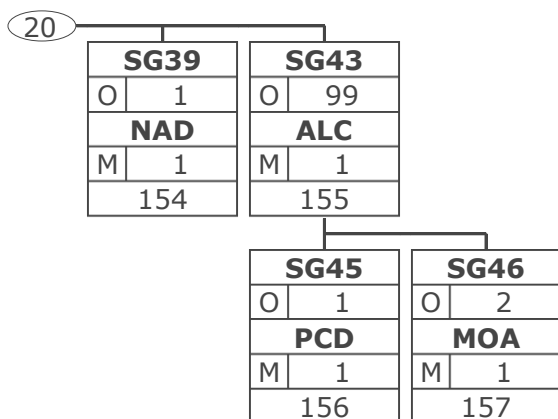 20
SG39 SG43
O 1 O 99
NAD ALC
M 1 M 1
154 155
SG45 SG46
O 1 O 2
PCD MOA
M 1 M 1
156 157